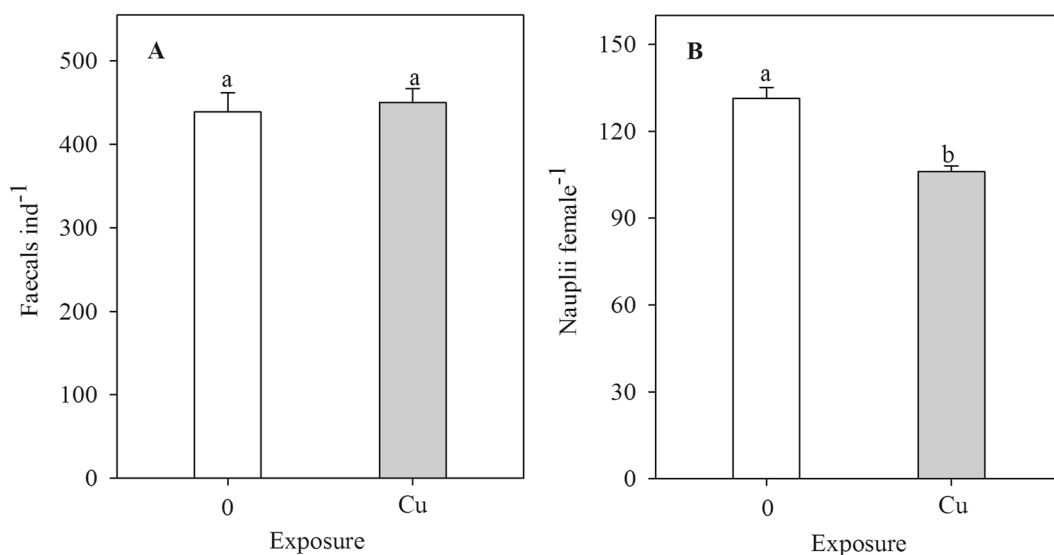 A
500
400
300
200
100
0
Faecals ind⁻¹
a
a
0
Cu
Exposure
B
150
120
90
60
30
0
Nauplii female⁻¹
a
b
0
Cu
Exposure